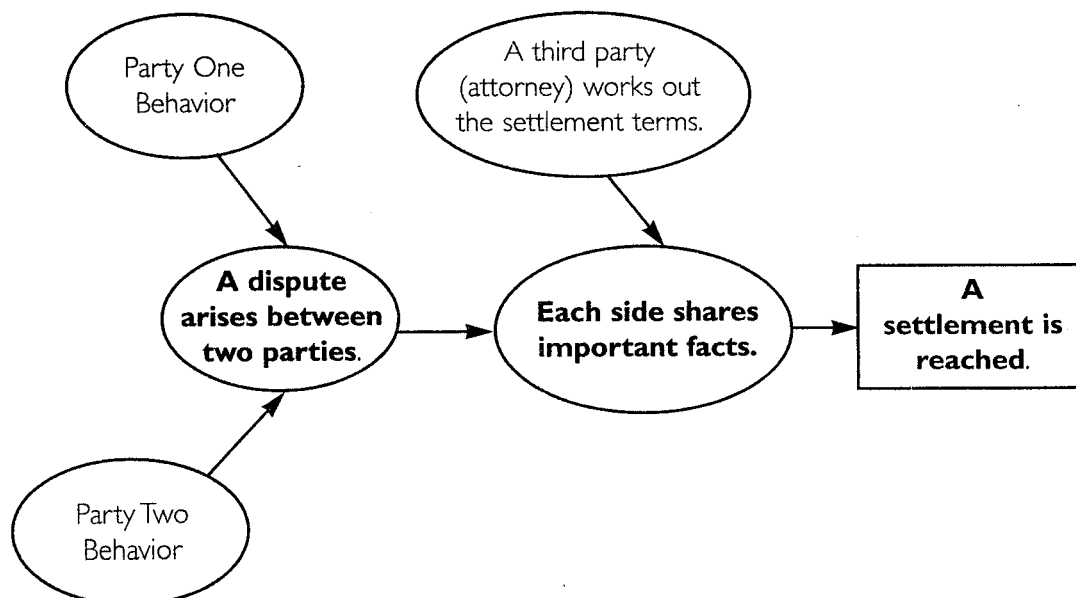 Party One
Behavior
A third party
(attorney) works out
the settlement terms.
A dispute
arises between
two parties.
Each side shares
important facts.
A
settlement is
reached.
Party Two
Behavior